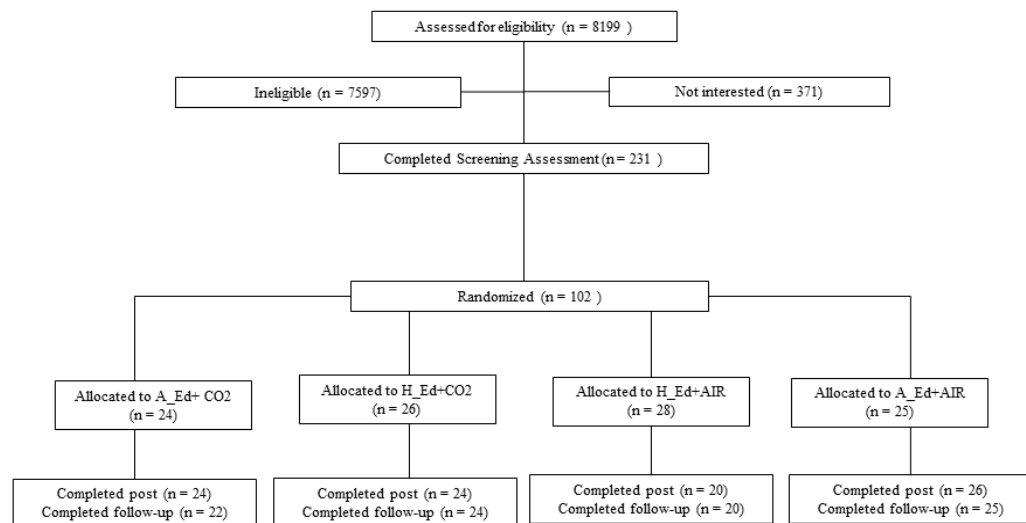 Assessed for eligibility (n = 8199 )
Ineligible (n = 7597)
Not interested (n = 371)
Completed Screening Assessment (n = 231 )
Randomized (n = 102 )
Allocated to A_Ed+ CO2
(n = 24)
Allocated to H_Ed+CO2
(n = 26)
Allocated to H_Ed+AIR
(n = 28)
Allocated to A_Ed+AIR
(n = 25)
Completed post (n = 24)
Completed follow-up (n = 22)
Completed post (n = 24)
Completed follow-up (n = 24)
Completed post (n = 20)
Completed follow-up (n = 20)
Completed post (n = 26)
Completed follow-up (n = 25)